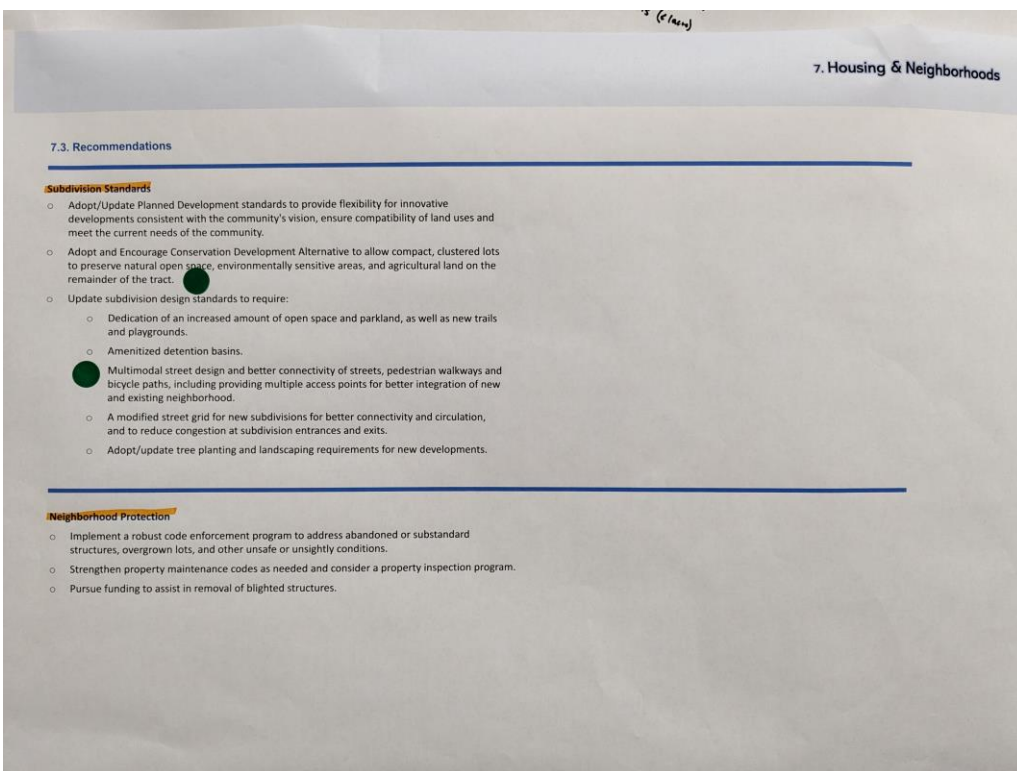 (clean)
7. Housing & Neighborhoods
7.3. Recommendations
Subdivision Standards
○ Adopt/Update Planned Development standards to provide flexibility for innovative
developments consistent with the community's vision, ensure compatibility of land uses and
meet the current needs of the community.
○ Adopt and Encourage Conservation Development Alternative to allow compact, clustered lots
to preserve natural open space, environmentally sensitive areas, and agricultural land on the
remainder of the tract.
○ Update subdivision design standards to require:
○ Dedication of an increased amount of open space and parkland, as well as new trails
and playgrounds.
○ Amenitized detention basins.
Multimodal street design and better connectivity of streets, pedestrian walkways and
bicycle paths, including providing multiple access points for better integration of new
and existing neighborhood.
○ A modified street grid for new subdivisions for better connectivity and circulation,
and to reduce congestion at subdivision entrances and exits.
○ Adopt/update tree planting and landscaping requirements for new developments.
Neighborhood Protection
○ Implement a robust code enforcement program to address abandoned or substandard
structures, overgrown lots, and other unsafe or unsightly conditions.
○ Strengthen property maintenance codes as needed and consider a property inspection program.
○ Pursue funding to assist in removal of blighted structures.